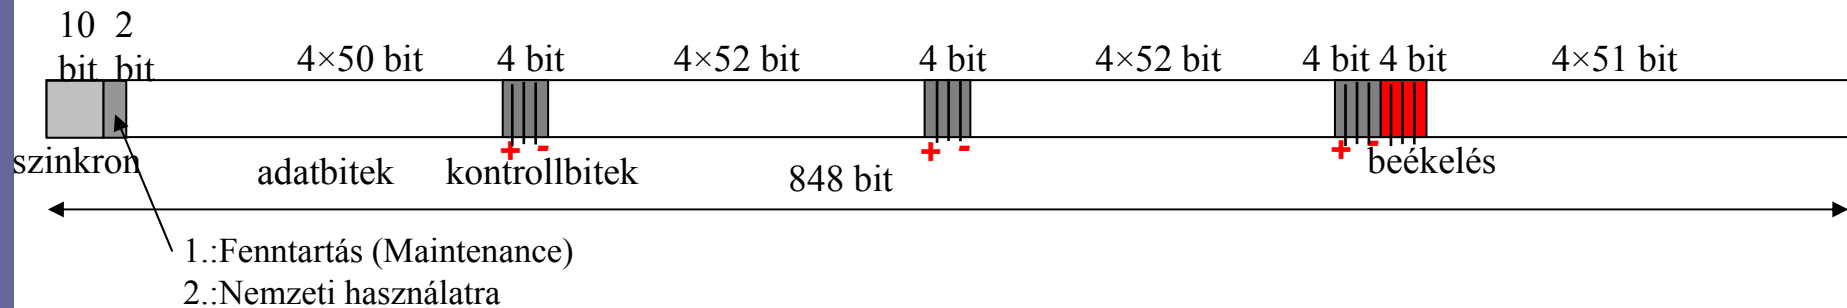 10 2
bit bit 4×50 bit 4 bit 4×52 bit 4 bit 4×52 bit 4 bit 4 bit 4×51 bit
+ - + - + -
szinkron adatbitek kontrollbitek 848 bit beékelés
1.:Fenntartás (Maintenance)
2.:Nemzeti használatra